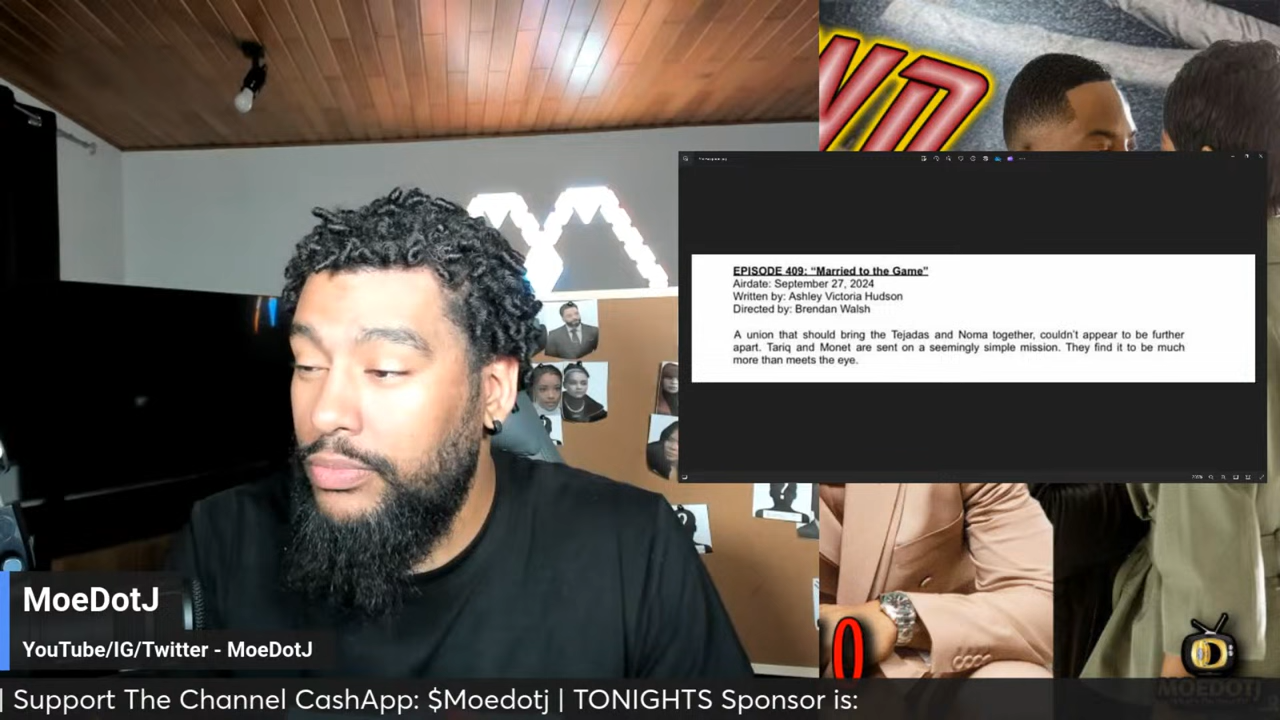 ND
EPISODE 409: “Married to the Game”
Airdate: September 27, 2024
Written by: Ashley Victoria Hudson
Directed by: Brendan Walsh
A union that should bring the Tejadas and Noma together, couldn’t appear to be further
apart. Tariq and Monet are sent on a seemingly simple mission. They find it to be much
more than meets the eye.
0
MoeDotJ
YouTube/IG/Twitter - MoeDotJ
MOEDOTJ
| Support The Channel CashApp: $Moedotj | TONIGHTS Sponsor is: